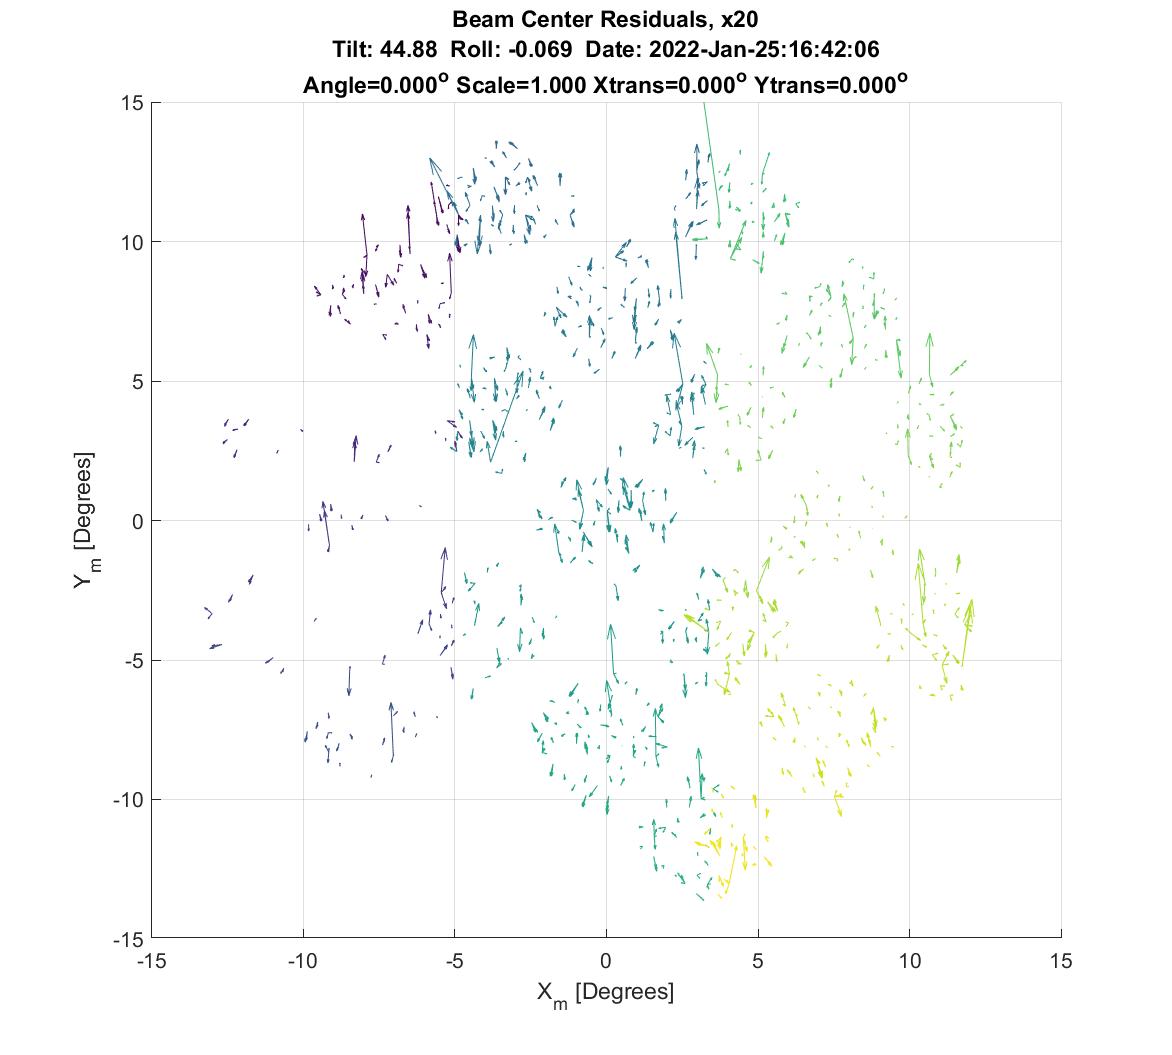 Beam Center Residuals, x20
Tilt: 44.88 Roll: -0.069 Date: 2022-Jan-25:16:42:06
Angle=0.000° Scale=1.000 Xtrans=0.000° Ytrans=0.000°
15
10
5
0
-5
-10
-15
Y_m [Degrees]
-15
-10
-5
0
5
10
15
X_m [Degrees]